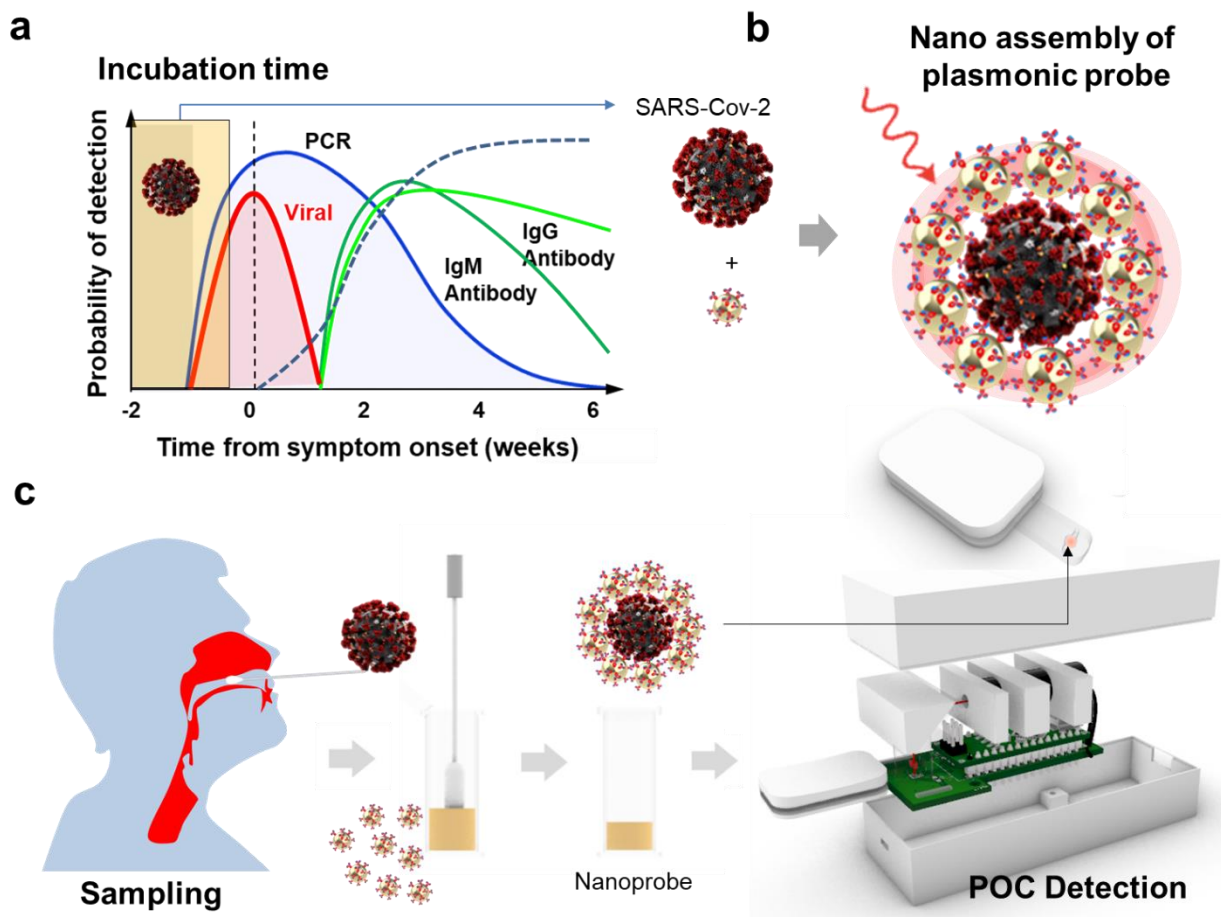 a
Incubation time
Probability of detection
PCR
Viral
IgM
Antibody
IgG
Antibody
-2
0
2
4
6
Time from symptom onset (weeks)
SARS-Cov-2
+
b
Nano assembly of
plasmonic probe
c
Sampling
Nanoprobe
POC Detection